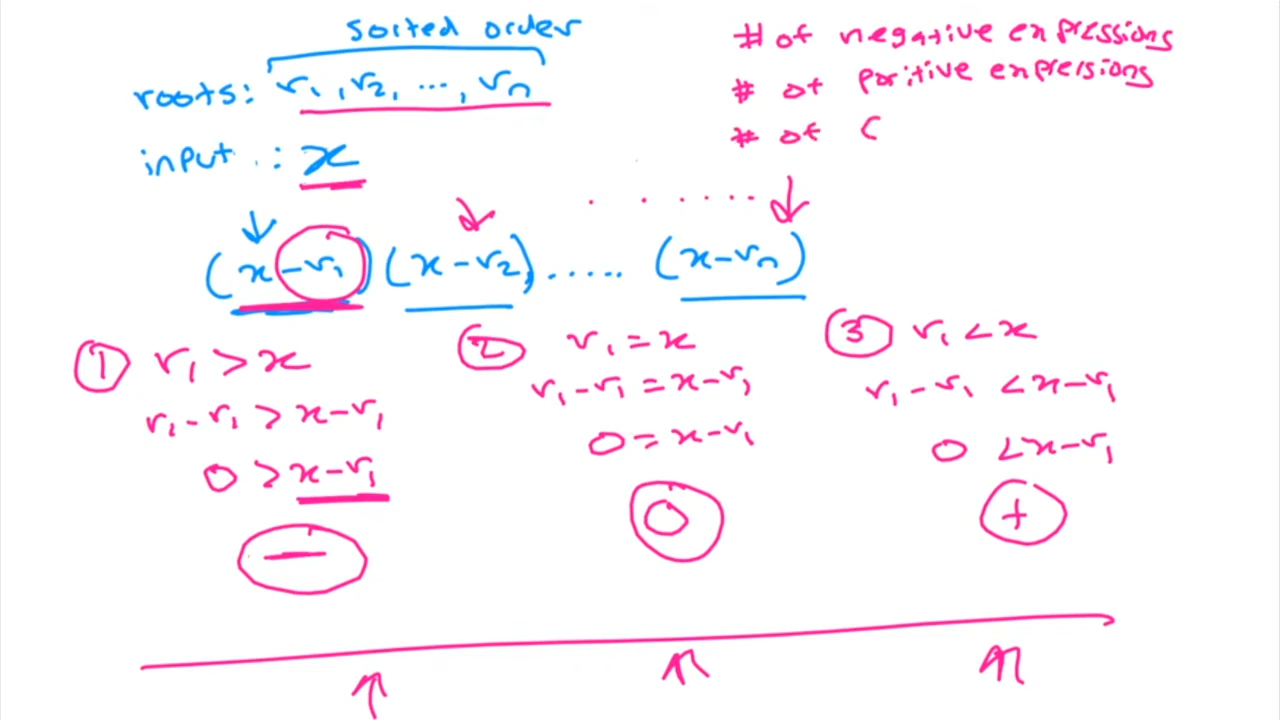 sorted order
roots: r₁, r₂, ..., rₙ
input : x
# of negative expressions
# of positive expressions
# of
(x-r₁)(x-r₂), ..... (x-rₙ)
① r₁ > x
r₁-r₁ > x-r₁
0 > x-r₁
−
② r₁ = x
r₁-r₁ = x-r₁
0 = x-r₁
0
③ r₁ < x
r₁-r₁ < x-r₁
0 < x-r₁
+